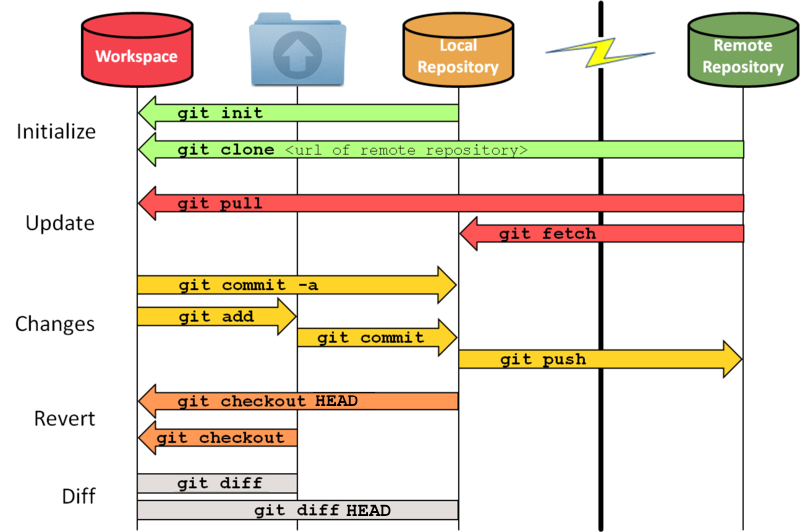 Workspace
Local
Repository
Remote
Repository
Initialize
git init
git clone <url of remote repository>
Update
git pull
git fetch
Changes
git commit -a
git add
git commit
git push
Revert
git checkout HEAD
git checkout
Diff
git diff
git diff HEAD